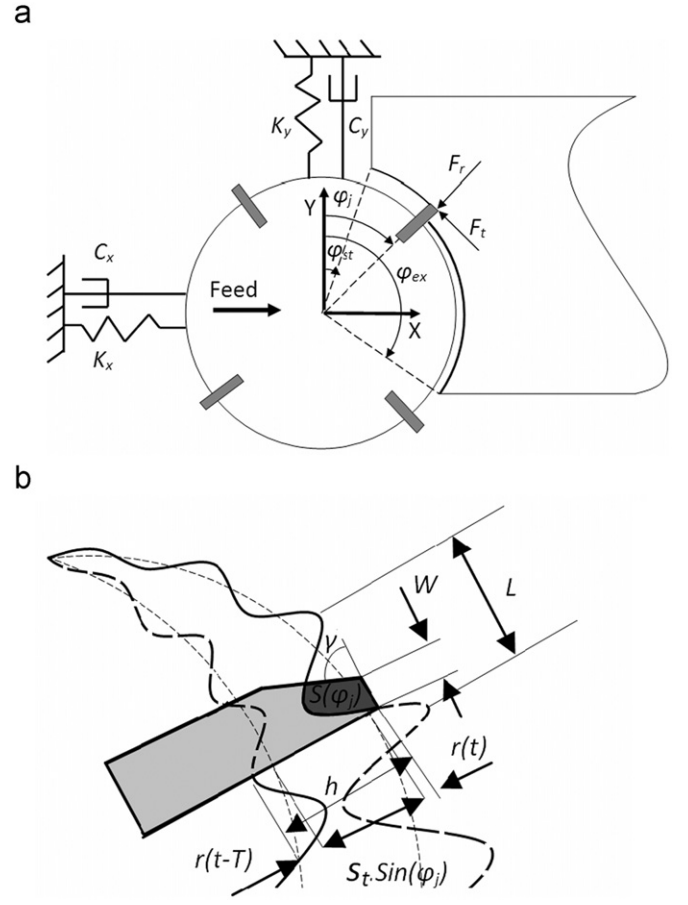 a
K_y
C_y
F_r
φ_j
Y
F_t
φ_st
C_x
φ_ex
Feed
X
K_x
b
W
L
γ
S(φ_j)
r(t)
h
r(t-T)
S_t.Sin(φ_j)